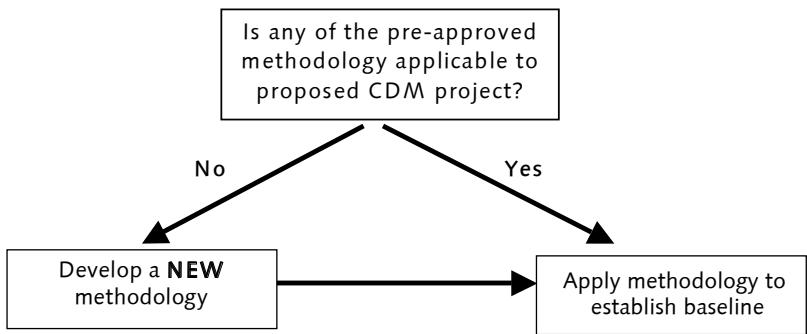 Is any of the pre-approved
methodology applicable to
proposed CDM project?
No
Yes
Develop a NEW
methodology
Apply methodology to
establish baseline